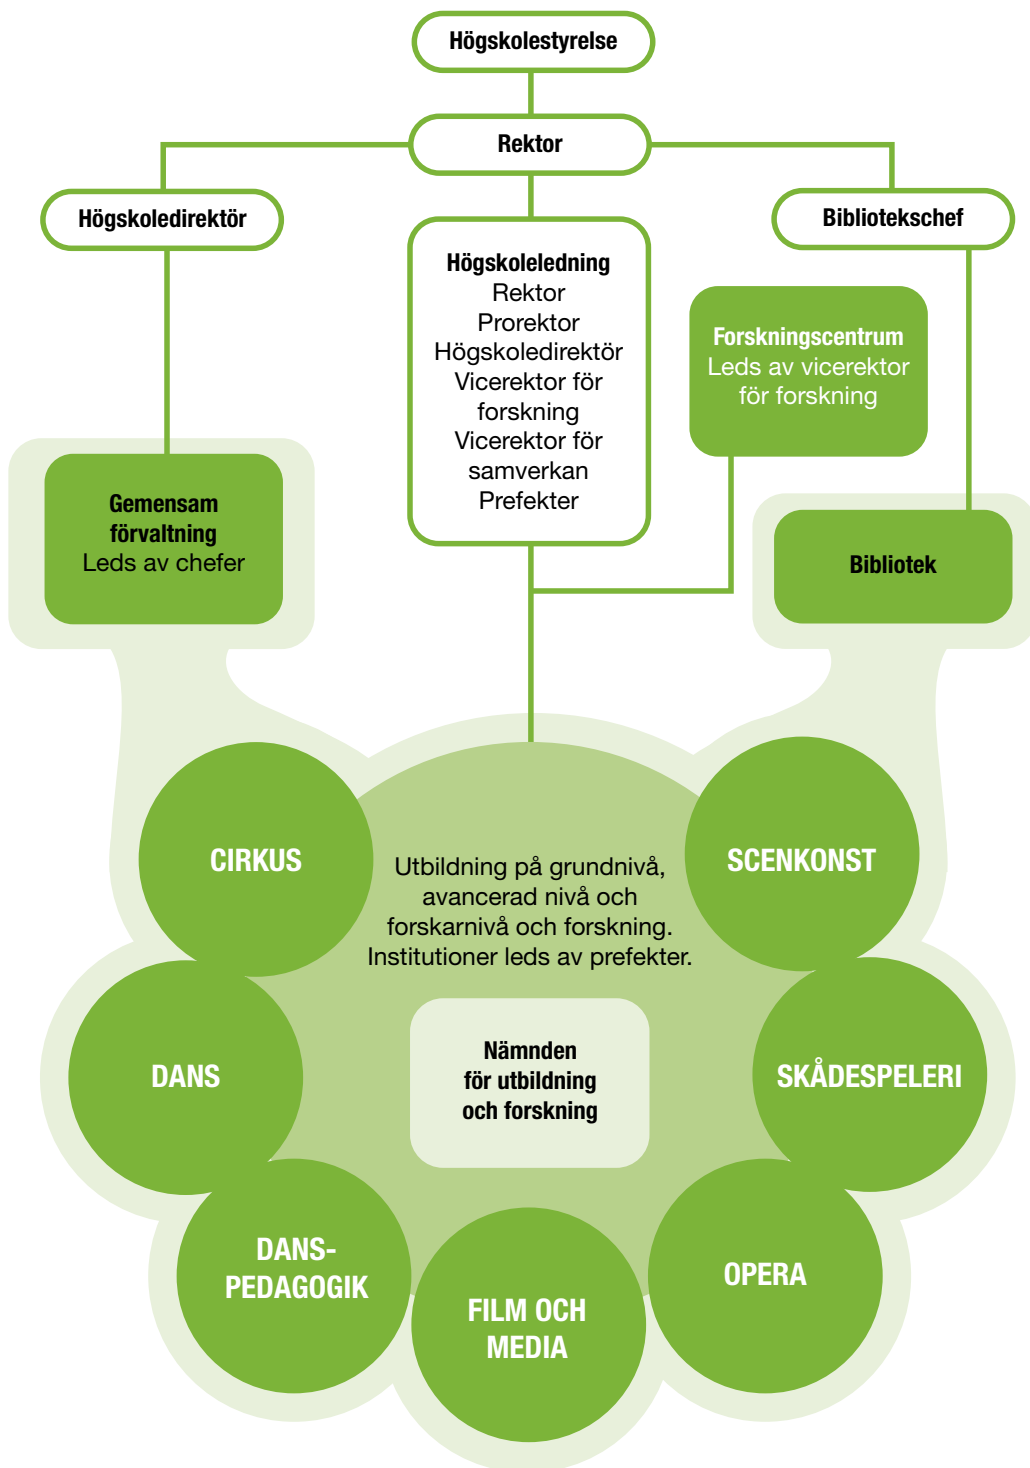 Högskolestyrelse
Rektor
Högskoledirektör
Bibliotekschef
Högskoleledning
Rektor
Prorektor
Högskoledirektör
Vicerektor för
forskning
Vicerektor för
samverkan
Prefekter
Forskningscentrum
Leds av vicerektor
för forskning
Gemensam
förvaltning
Leds av chefer
Bibliotek
CIRKUS
SCENKONST
Utbildning på grundnivå,
avancerad nivå och
forskarnivå och forskning.
Institutioner leds av prefekter.
DANS
Nämnden
för utbildning
och forskning
SKÅDESPELERI
DANS-
PEDAGOGIK
FILM OCH
MEDIA
OPERA